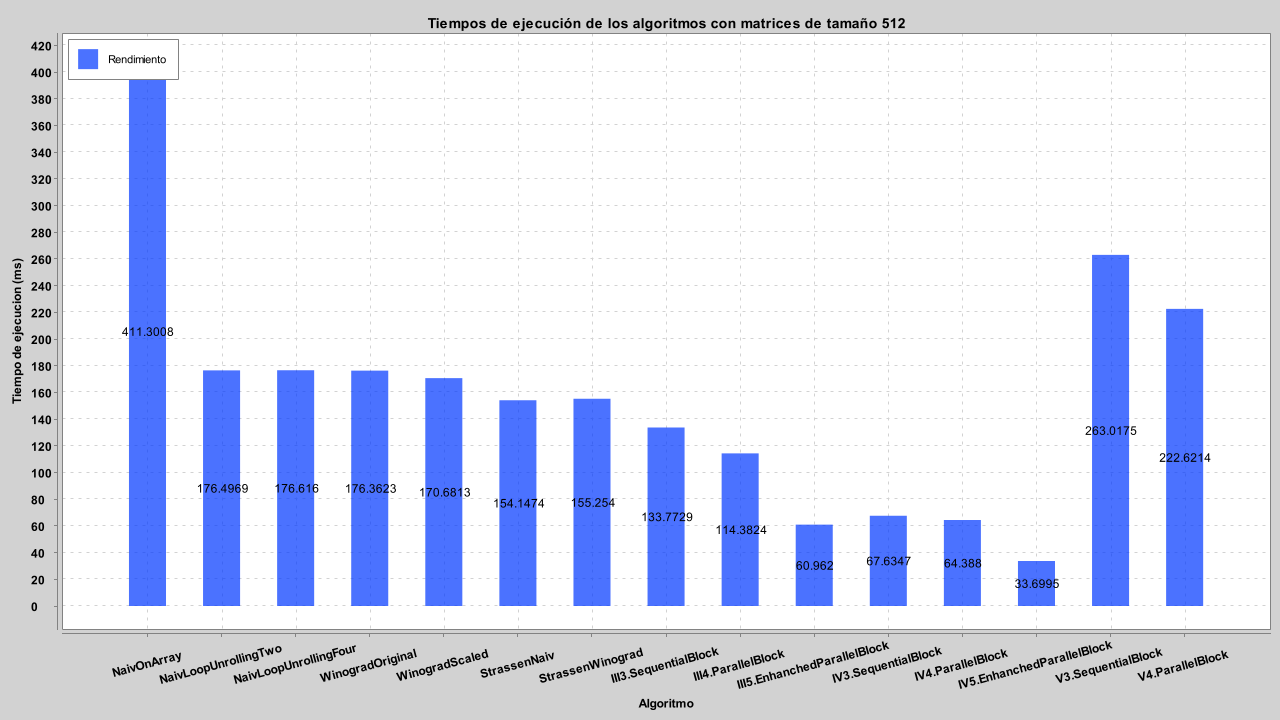 Tiempos de ejecución de los algoritmos con matrices de tamaño 512
Rendimiento
Tiempo de ejecucion (ms)
420
400
380
360
340
320
300
280
260
240
220
200
180
160
140
120
100
80
60
40
20
0
411.3008
176.4969
176.616
176.3623
170.6813
154.1474
155.254
133.7729
114.3824
60.962
67.6347
64.388
33.6995
263.0175
222.6214
NaivOnArray
NaivLoopUnrollingTwo
NaivLoopUnrollingFour
WinogradOriginal
WinogradScaled
StrassenNaiv
StrassenWinograd
III3.SequentialBlock
III4.ParallelBlock
III5.EnhanchedParallelBlock
IV3.SequentialBlock
IV4.ParallelBlock
IV5.EnhanchedParallelBlock
V3.SequentialBlock
V4.ParallelBlock
Algoritmo